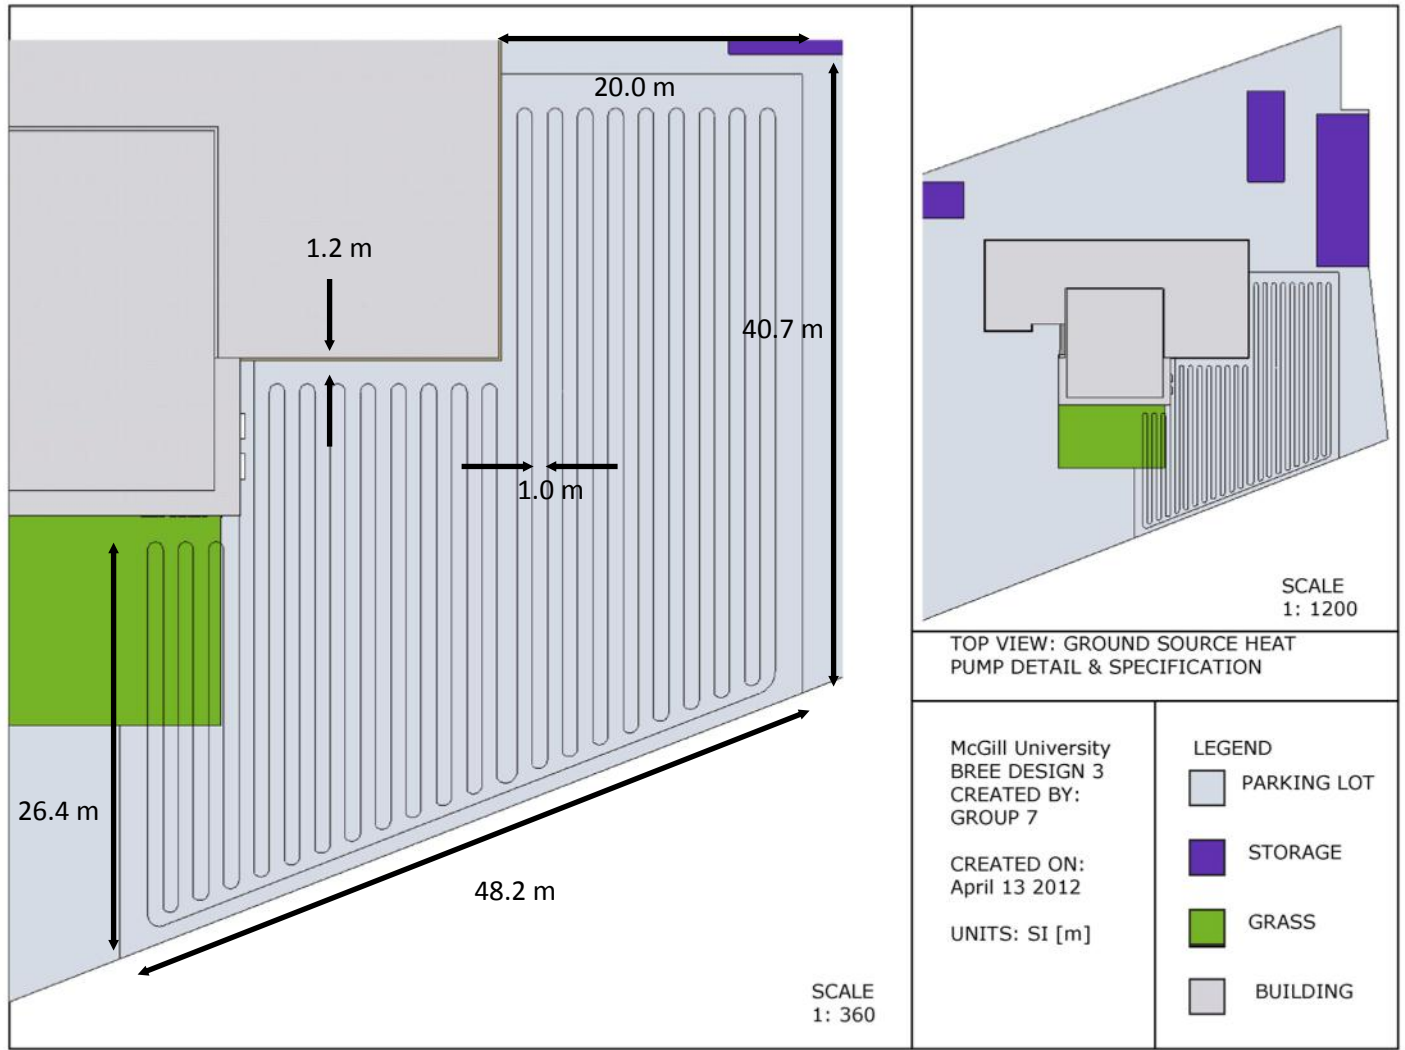 20.0 m
1.2 m
40.7 m
1.0 m
26.4 m
48.2 m
SCALE
1: 360
SCALE
1: 1200
TOP VIEW: GROUND SOURCE HEAT
PUMP DETAIL & SPECIFICATION
McGill University
BREE DESIGN 3
CREATED BY:
GROUP 7
CREATED ON:
April 13 2012
UNITS: SI [m]
LEGEND
PARKING LOT
STORAGE
GRASS
BUILDING